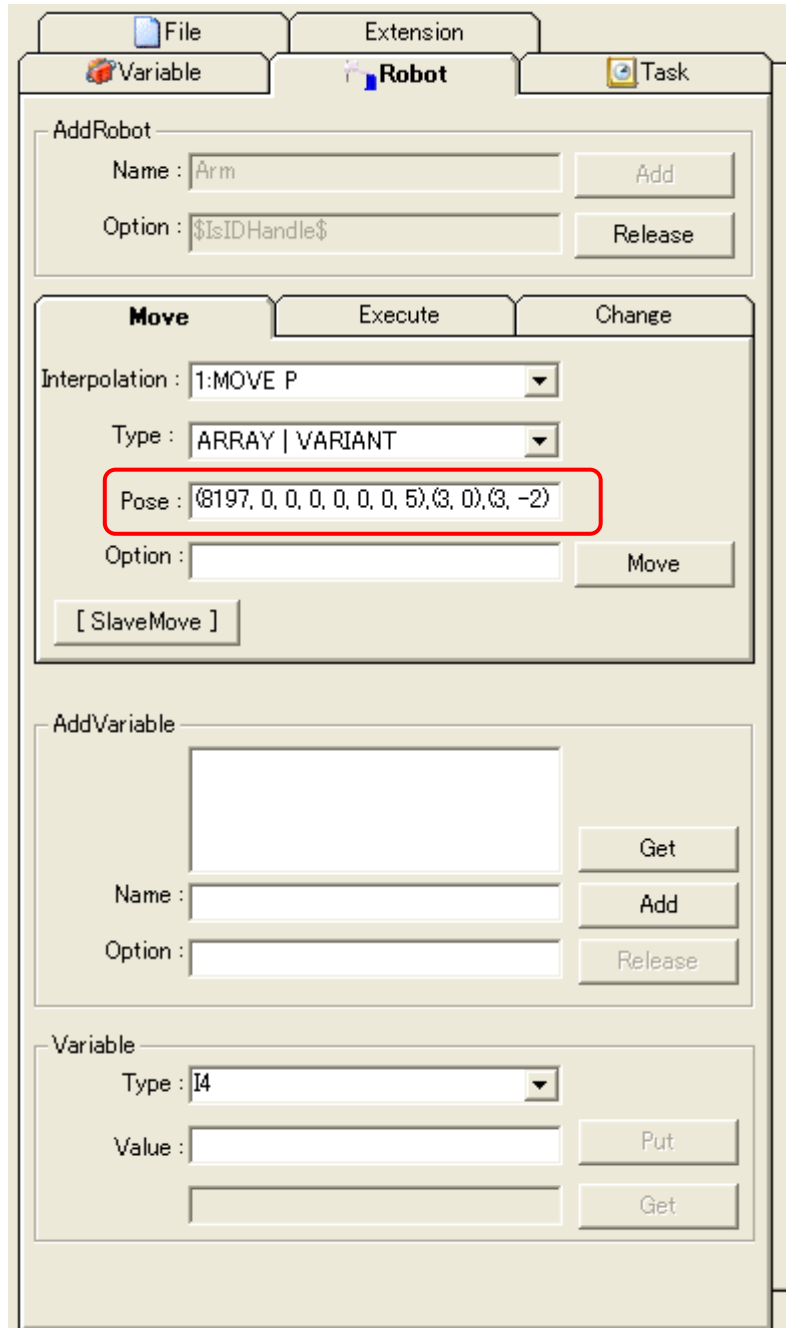 File Extension
Variable Robot Task
AddRobot
Name : Arm Add
Option : $IsIDHandle$ Release
Move Execute Change
Interpolation : 1:MOVE P
Type : ARRAY | VARIANT
Pose : (8197, 0, 0, 0, 0, 0, 0, 5),(3, 0),(3, -2)
Option : Move
[ SlaveMove ]
AddVariable
Get
Name : Add
Option : Release
Variable
Type : I4
Value : Put
Get